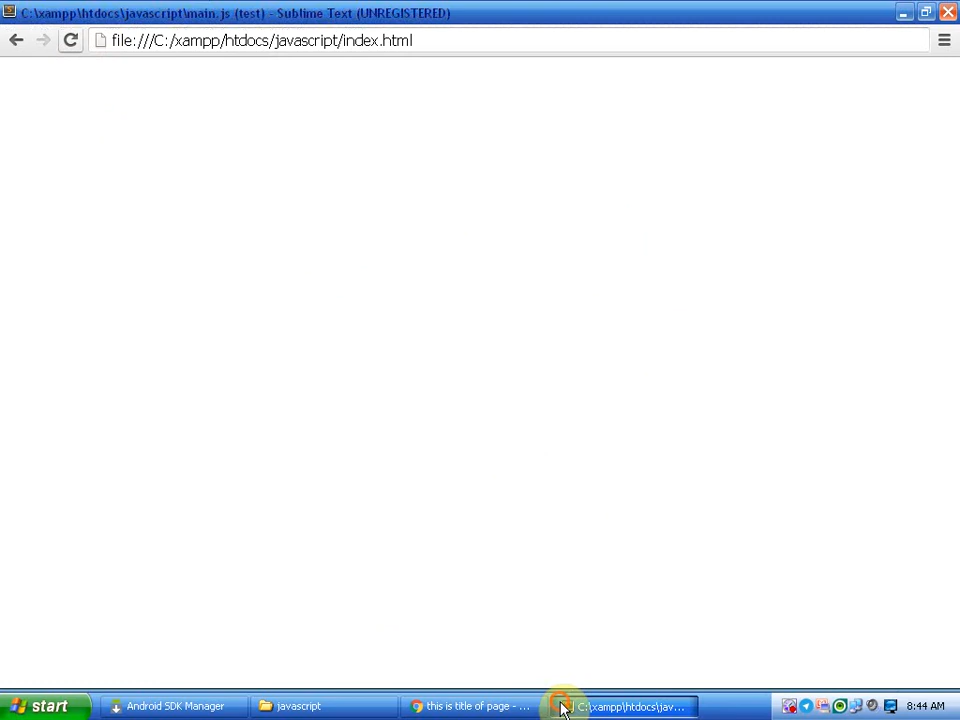 C:\xampp\htdocs\javascript\main.js (test) - Sublime Text (UNREGISTERED)
file:///C:/xampp/htdocs/javascript/index.html
start
Android SDK Manager
javascript
this is title of page - ...
C:\xampp\htdocs\jav...
8:44 AM